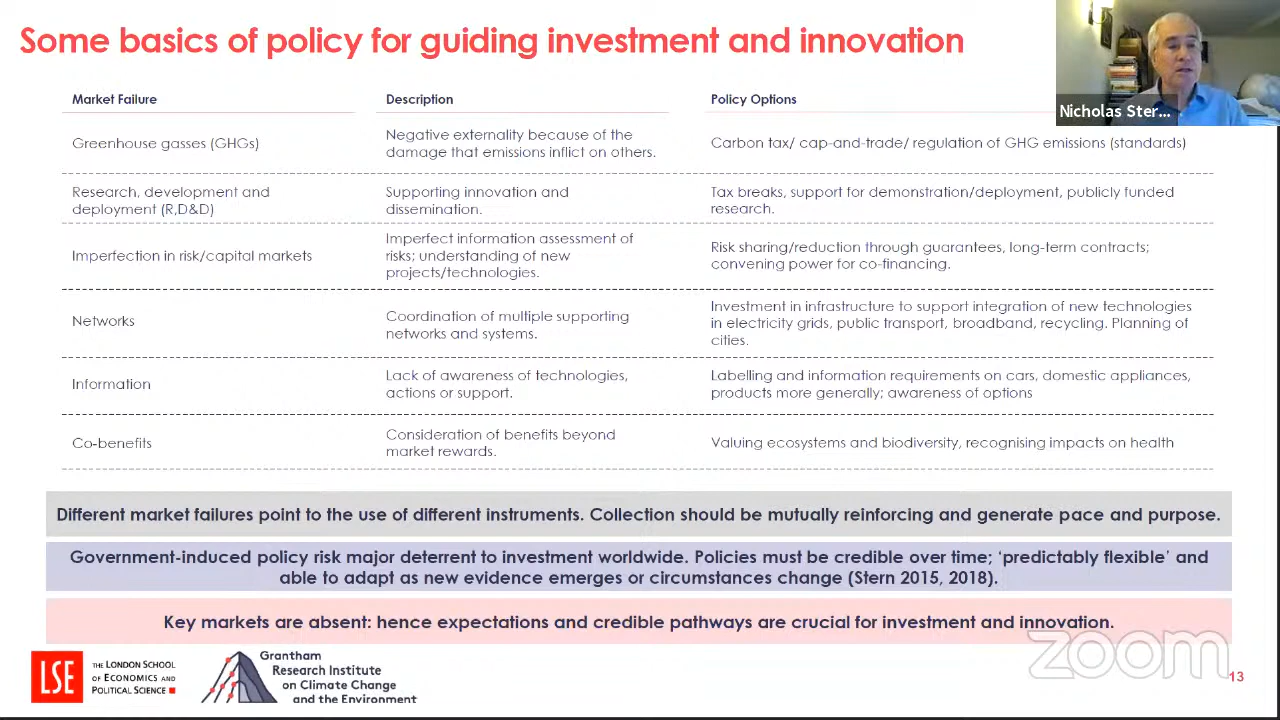 Some basics of policy for guiding investment and innovation
Nicholas Ster...
Market Failure
Description
Policy Options
Greenhouse gasses (GHGs)
Negative externality because of the
damage that emissions inflict on others.
Carbon tax/ cap-and-trade/ regulation of GHG emissions (standards)
Research, development and
deployment (R,D&D)
Supporting innovation and
dissemination.
Tax breaks, support for demonstration/deployment, publicly funded
research.
Imperfection in risk/capital markets
Imperfect information assessment of
risks; understanding of new
projects/technologies.
Risk sharing/reduction through guarantees, long-term contracts;
convening power for co-financing.
Networks
Coordination of multiple supporting
networks and systems.
Investment in infrastructure to support integration of new technologies
in electricity grids, public transport, broadband, recycling. Planning of
cities.
Information
Lack of awareness of technologies,
actions or support.
Labelling and information requirements on cars, domestic appliances,
products more generally; awareness of options
Co-benefits
Consideration of benefits beyond
market rewards.
Valuing ecosystems and biodiversity, recognising impacts on health
Different market failures point to the use of different instruments. Collection should be mutually reinforcing and generate pace and purpose.
Government-induced policy risk major deterrent to investment worldwide. Policies must be credible over time; ‘predictably flexible’ and
able to adapt as new evidence emerges or circumstances change (Stern 2015, 2018).
Key markets are absent: hence expectations and credible pathways are crucial for investment and innovation.
LSE
THE LONDON SCHOOL
OF ECONOMICS AND
POLITICAL SCIENCE
Grantham
Research Institute
on Climate Change
and the Environment
zoom
13